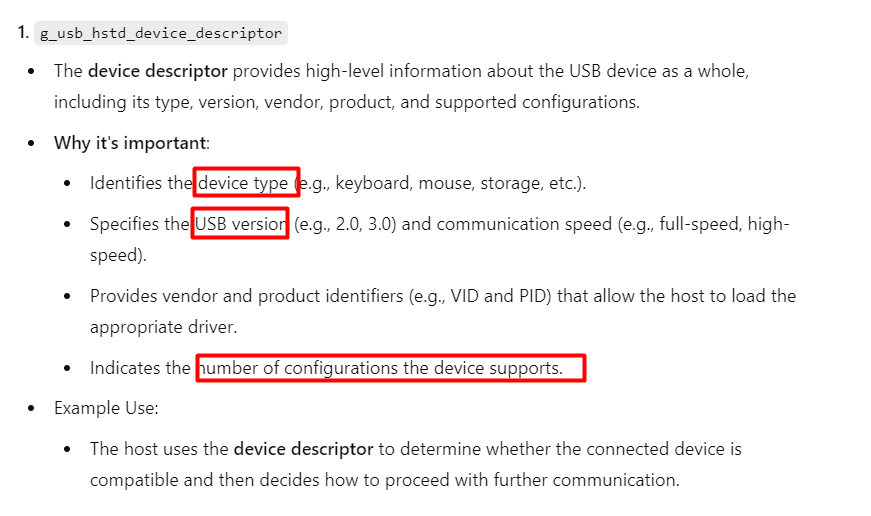 1. g_usb_hstd_device_descriptor
• The device descriptor provides high-level information about the USB device as a whole,
including its type, version, vendor, product, and supported configurations.
• Why it's important:
• Identifies the device type (e.g., keyboard, mouse, storage, etc.).
• Specifies the USB version (e.g., 2.0, 3.0) and communication speed (e.g., full-speed, high-
speed).
• Provides vendor and product identifiers (e.g., VID and PID) that allow the host to load the
appropriate driver.
• Indicates the number of configurations the device supports.
• Example Use:
• The host uses the device descriptor to determine whether the connected device is
compatible and then decides how to proceed with further communication.